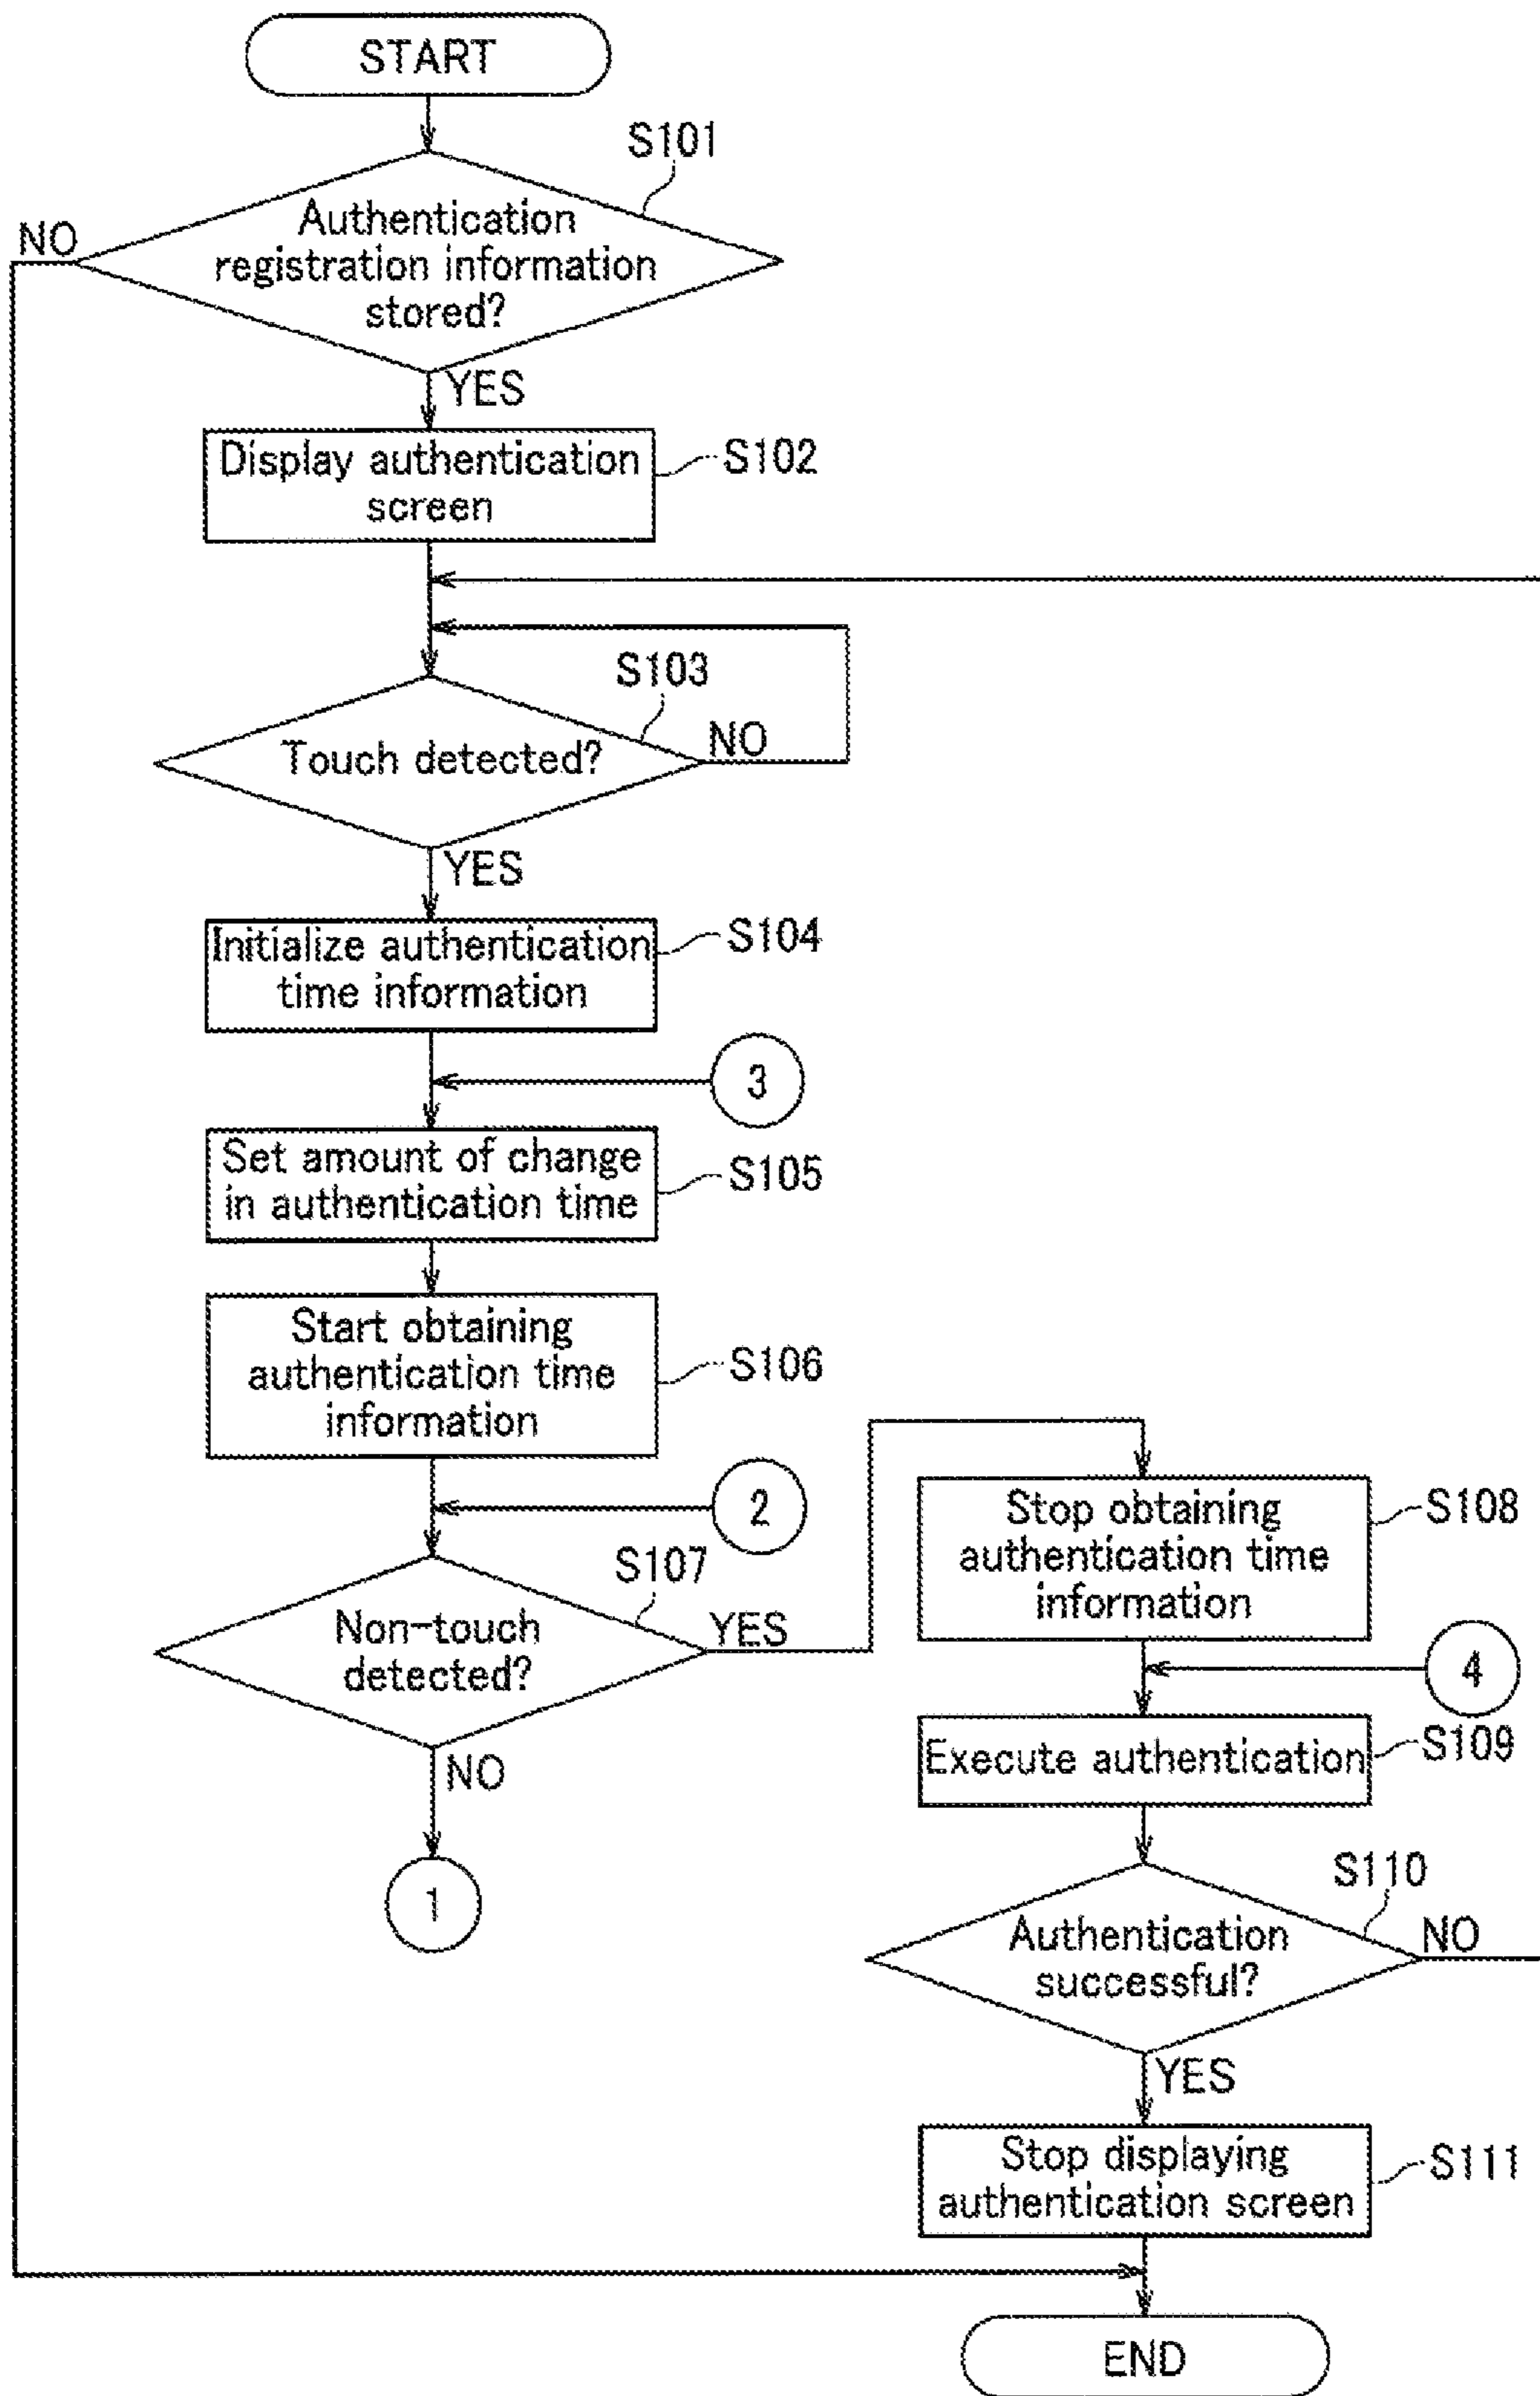 START
S101
Authentication
registration information
stored?
NO
YES
Display authentication
screen
S102
S103
Touch detected?
NO
YES
Initialize authentication
time information
S104
3
Set amount of change
in authentication time
S105
Start obtaining
authentication time
information
S106
2
S107
Non-touch
detected?
YES
NO
1
Stop obtaining
authentication time
information
S108
4
Execute authentication
S109
S110
Authentication
successful?
NO
YES
Stop displaying
authentication screen
S111
END